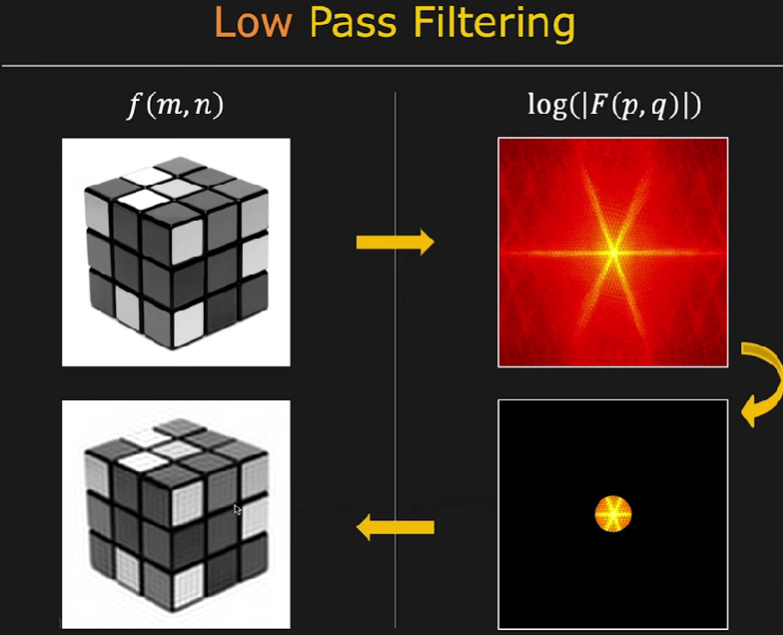 Low Pass Filtering
f(m, n)
log(|F(p, q)|)